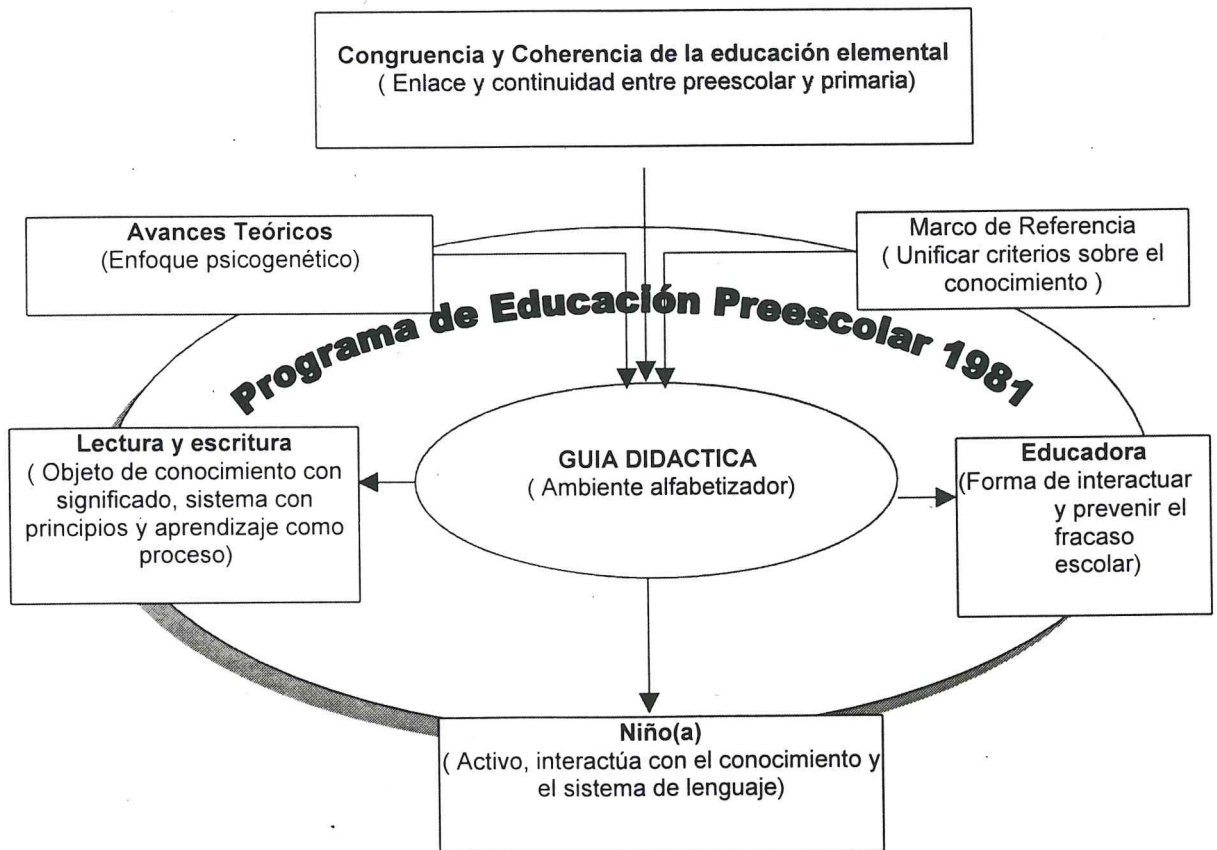 Congruencia y Coherencia de la educación elemental
( Enlace y continuidad entre preescolar y primaria)
Avances Teóricos
(Enfoque psicogenético)
Marco de Referencia
( Unificar criterios sobre el
conocimiento )
Programa de Educación Preescolar 1981
Lectura y escritura
( Objeto de conocimiento con
significado, sistema con
principios y aprendizaje como
proceso)
GUIA DIDACTICA
( Ambiente alfabetizador)
Educadora
(Forma de interactuar
y prevenir el
fracaso
escolar)
Niño(a)
( Activo, interactúa con el conocimiento y
el sistema de lenguaje)